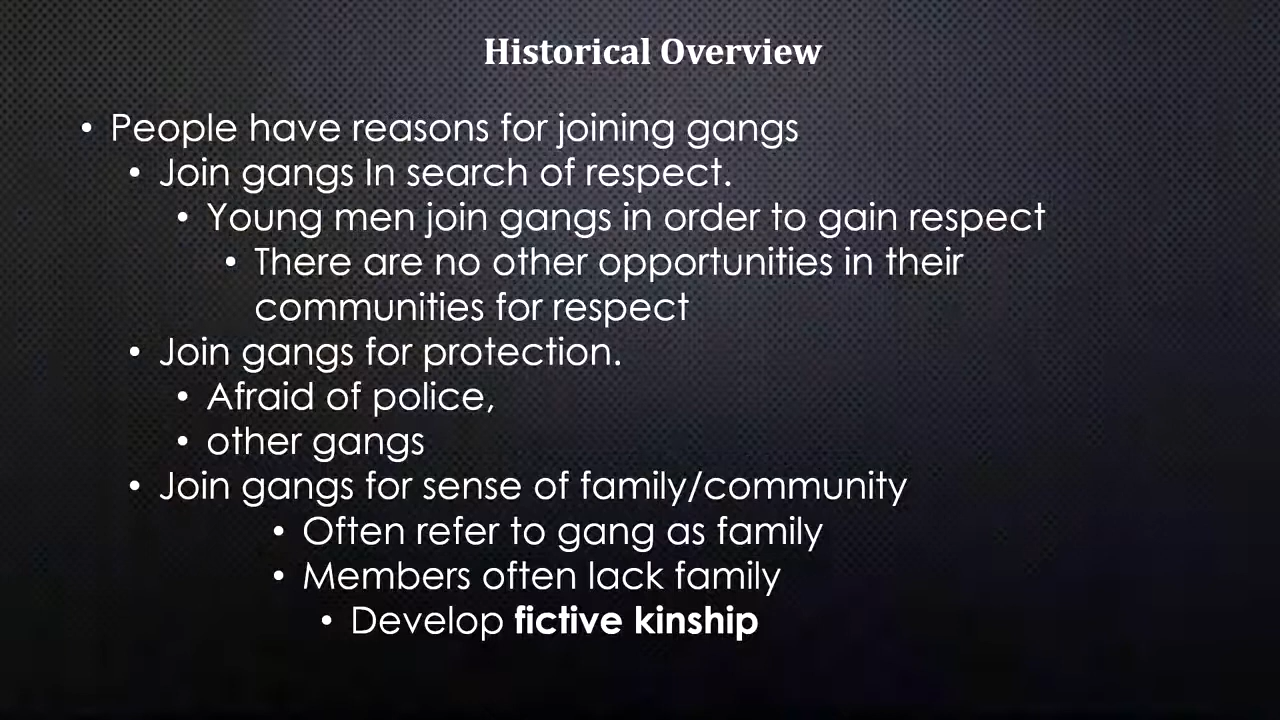 Historical Overview
• People have reasons for joining gangs
• Join gangs In search of respect.
• Young men join gangs in order to gain respect
• There are no other opportunities in their
communities for respect
• Join gangs for protection.
• Afraid of police,
• other gangs
• Join gangs for sense of family/community
• Often refer to gang as family
• Members often lack family
• Develop fictive kinship